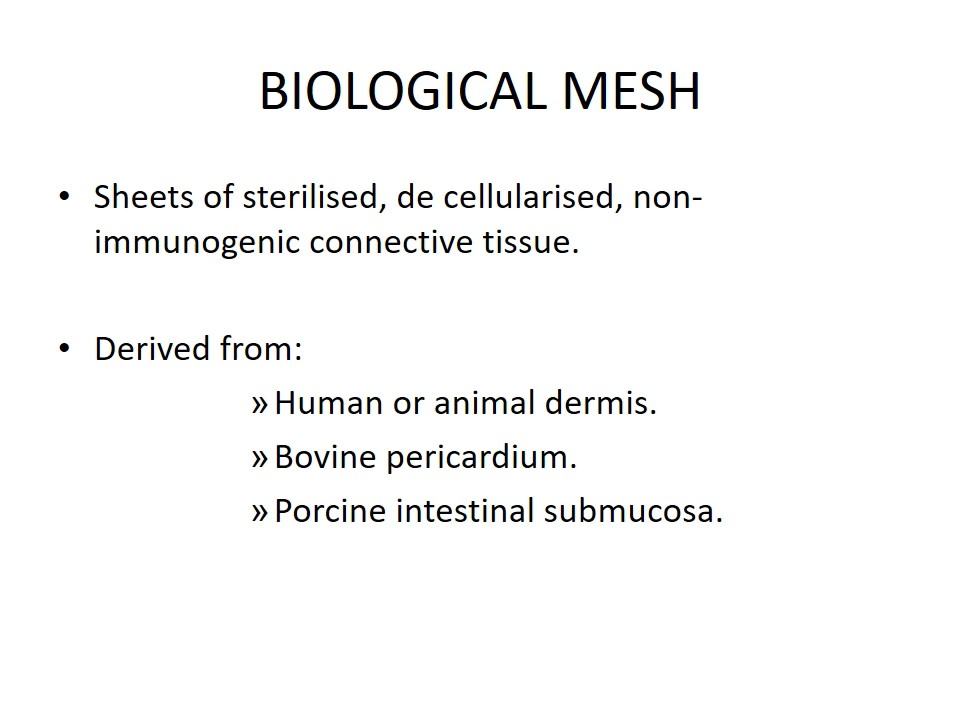 BIOLOGICAL MESH
• Sheets of sterilised, de cellularised, non-
immunogenic connective tissue.
• Derived from:
» Human or animal dermis.
» Bovine pericardium.
» Porcine intestinal submucosa.